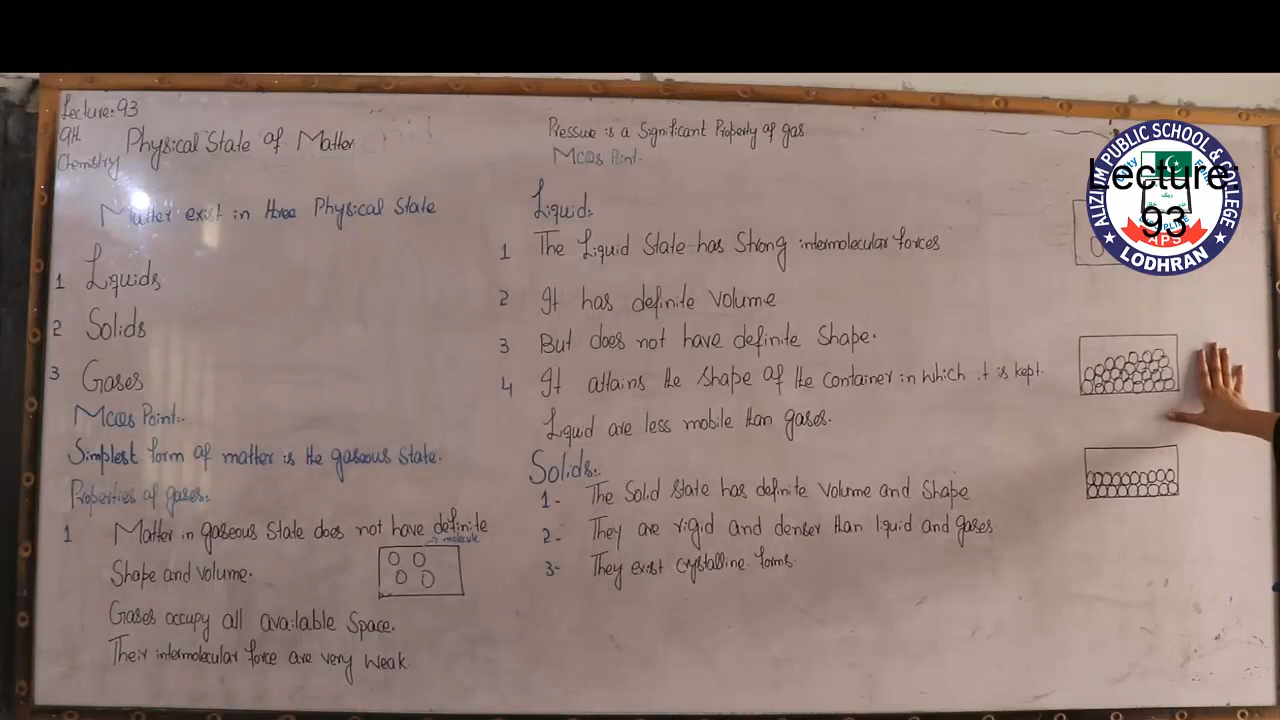 Lecture:93
9th
Chemistry
Physical State of Matter
Matter exist in three Physical State
1 Liquids
2 Solids
3 Gases
MCQS Point:-
Simplest form of matter is the gaseous state.
Properties of gases:
1 Matter in gaseous state does not have definite
→ molecule
Shape and volume.
Gases occupy all available Space.
Their intermolecular force are very weak.
Pressure is a Significant Property of gas
MCQS Point.
Liquid:
1 The Liquid State has Strong intermolecular forces
2 It has definite volume
3 But does not have definite Shape.
4 It attains the shape of the container in which it is kept.
Liquid are less mobile than gases.
Solids:.
1- The Solid State has definite Volume and Shape
2- They are rigid and denser than liquid and gases
3- They exist crystalline forms
ALIZIUM PUBLIC SCHOOL & COLLEGE
LODHRAN
APS
Lecture:
93